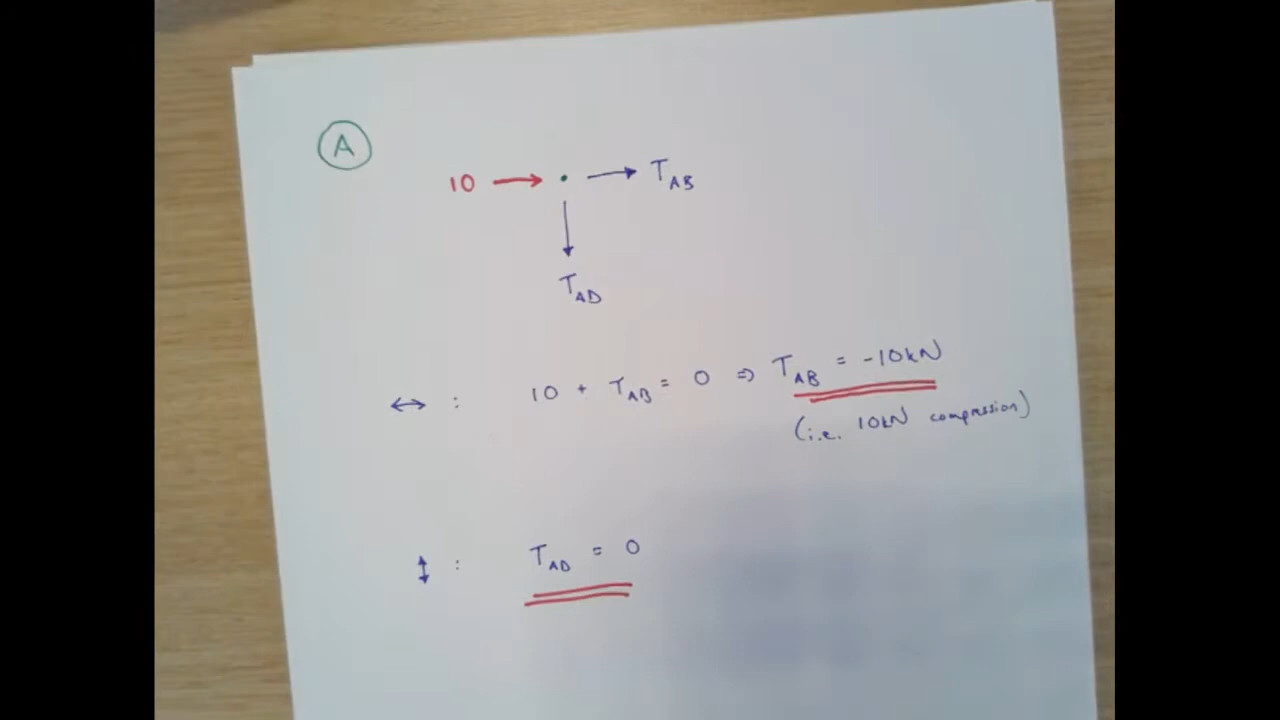 A
10 → . → T_AB
↓
T_AD
↔ : 10 + T_AB = 0 ⇒ T_AB = -10kN
(i.e. 10kN compression)
↕ : T_AD = 0